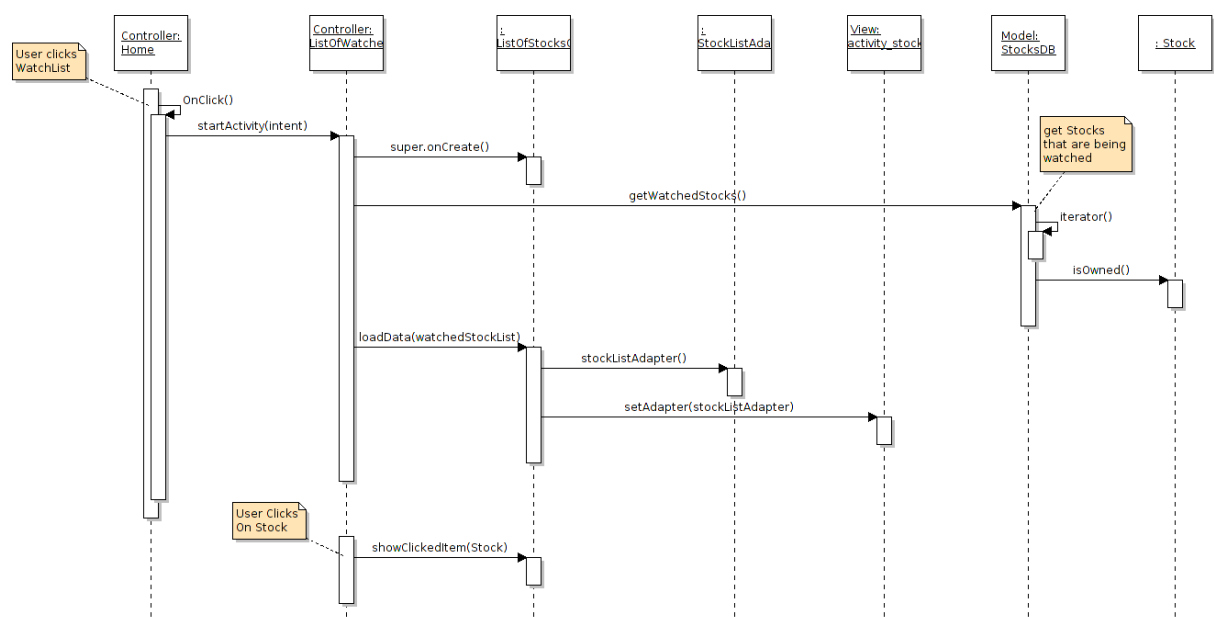 Controller:
Home
Controller:
ListOfWatche
:
ListOfStocksC
:
StockListAda
View:
activity_stock
Model:
StocksDB
: Stock
User clicks
WatchList
OnClick()
startActivity(intent)
get Stocks
that are being
watched
super.onCreate()
getWatchedStocks()
iterator()
isOwned()
loadData(watchedStockList)
stockListAdapter()
setAdapter(stockListAdapter)
User Clicks
On Stock
showClickedItem(Stock)